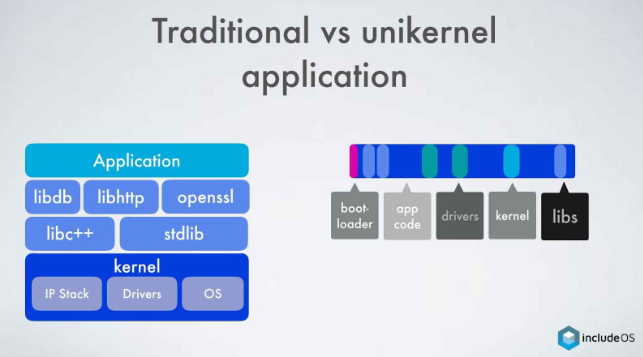 Traditional vs unikernel
application
Application
libdb libhttp openssl
libc++ stdlib
kernel
IP Stack Drivers OS
boot-
loader
app
code
drivers
kernel
libs
includeOS